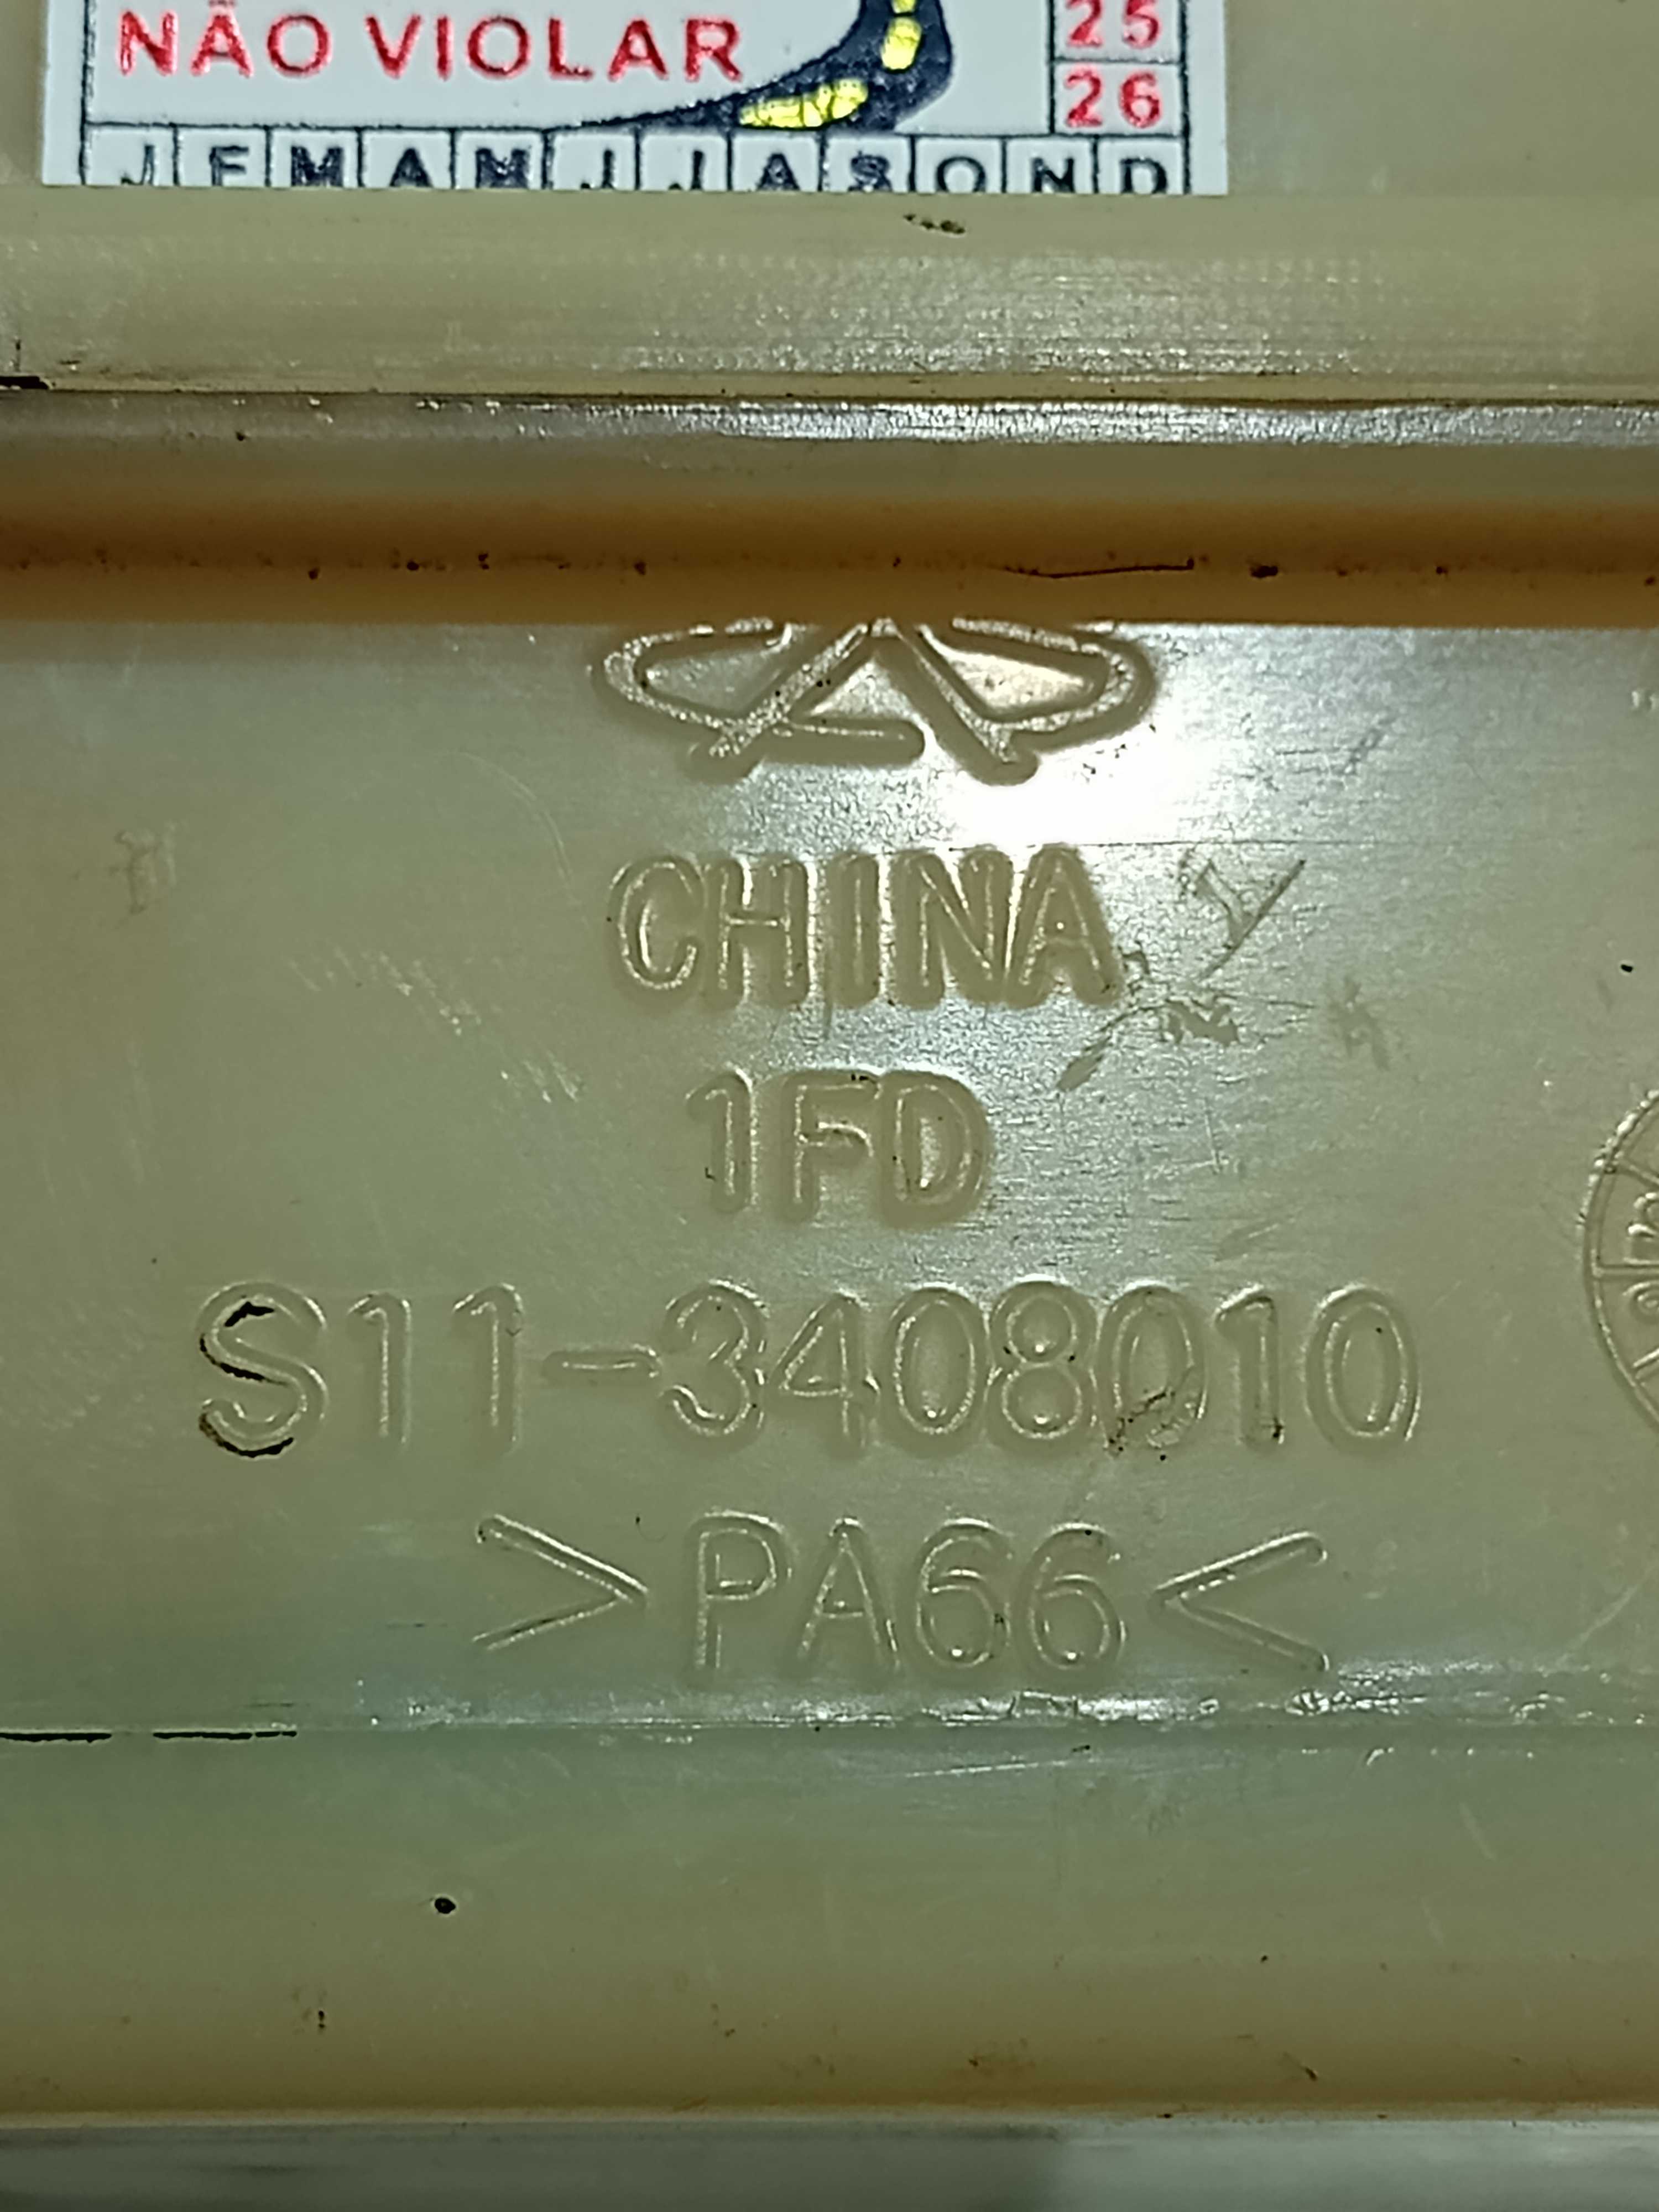 NÃO VIOLAR
25
26
J F M A M J J A S O N D
CHINA
1FD
S11-3408010
>PA66<